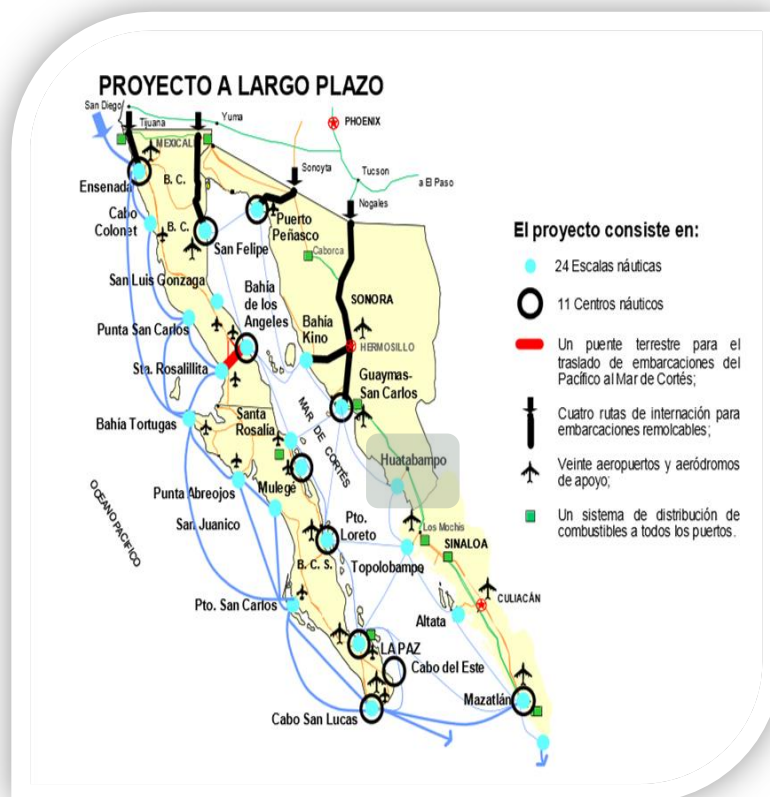 PROYECTO A LARGO PLAZO
San Diego
Tijuana
Yuma
PHOENIX
MEXICALI
Sonoyta
Tucson
a El Paso
Nogales
Ensenada
B. C.
Cabo
Colonet
B. C.
San Felipe
Puerto
Peñasco
Caborca
San Luis Gonzaga
Bahía
de los
Angeles
SONORA
Bahía
Kino
HERMOSILLO
Punta San Carlos
Sta. Rosalillita
Guaymas-
San Carlos
MAR DE CORTÉS
Bahía Tortugas
Santa
Rosalía
Huatabampo
OCEANO PACIFICO
Punta Abreojos
Mulegé
San Juanico
Pto.
Loreto
Los Mochis
SINALOA
Topolobampo
B. C. S.
Pto. San Carlos
CULIACÁN
Altata
LA PAZ
Cabo del Este
Mazatlán
Cabo San Lucas
El proyecto consiste en:
24 Escalas náuticas
11 Centros náuticos
Un puente terrestre para el
traslado de embarcaciones del
Pacífico al Mar de Cortés;
Cuatro rutas de internación para
embarcaciones remolcables;
Veinte aeropuertos y aeródromos
de apoyo;
Un sistema de distribución de
combustibles a todos los puertos.